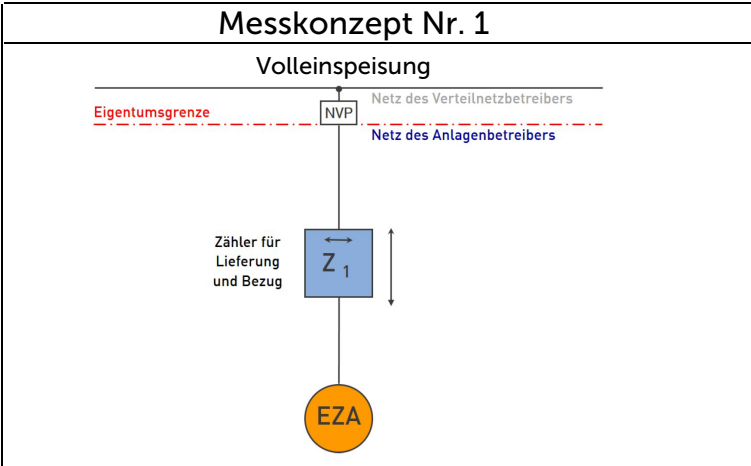 Messkonzept Nr. 1
Volleinspeisung
Netz des Verteilnetzbetreibers
Eigentumsgrenze
NVP
Netz des Anlagenbetreibers
Zähler für
Lieferung
und Bezug
Z 1
EZA